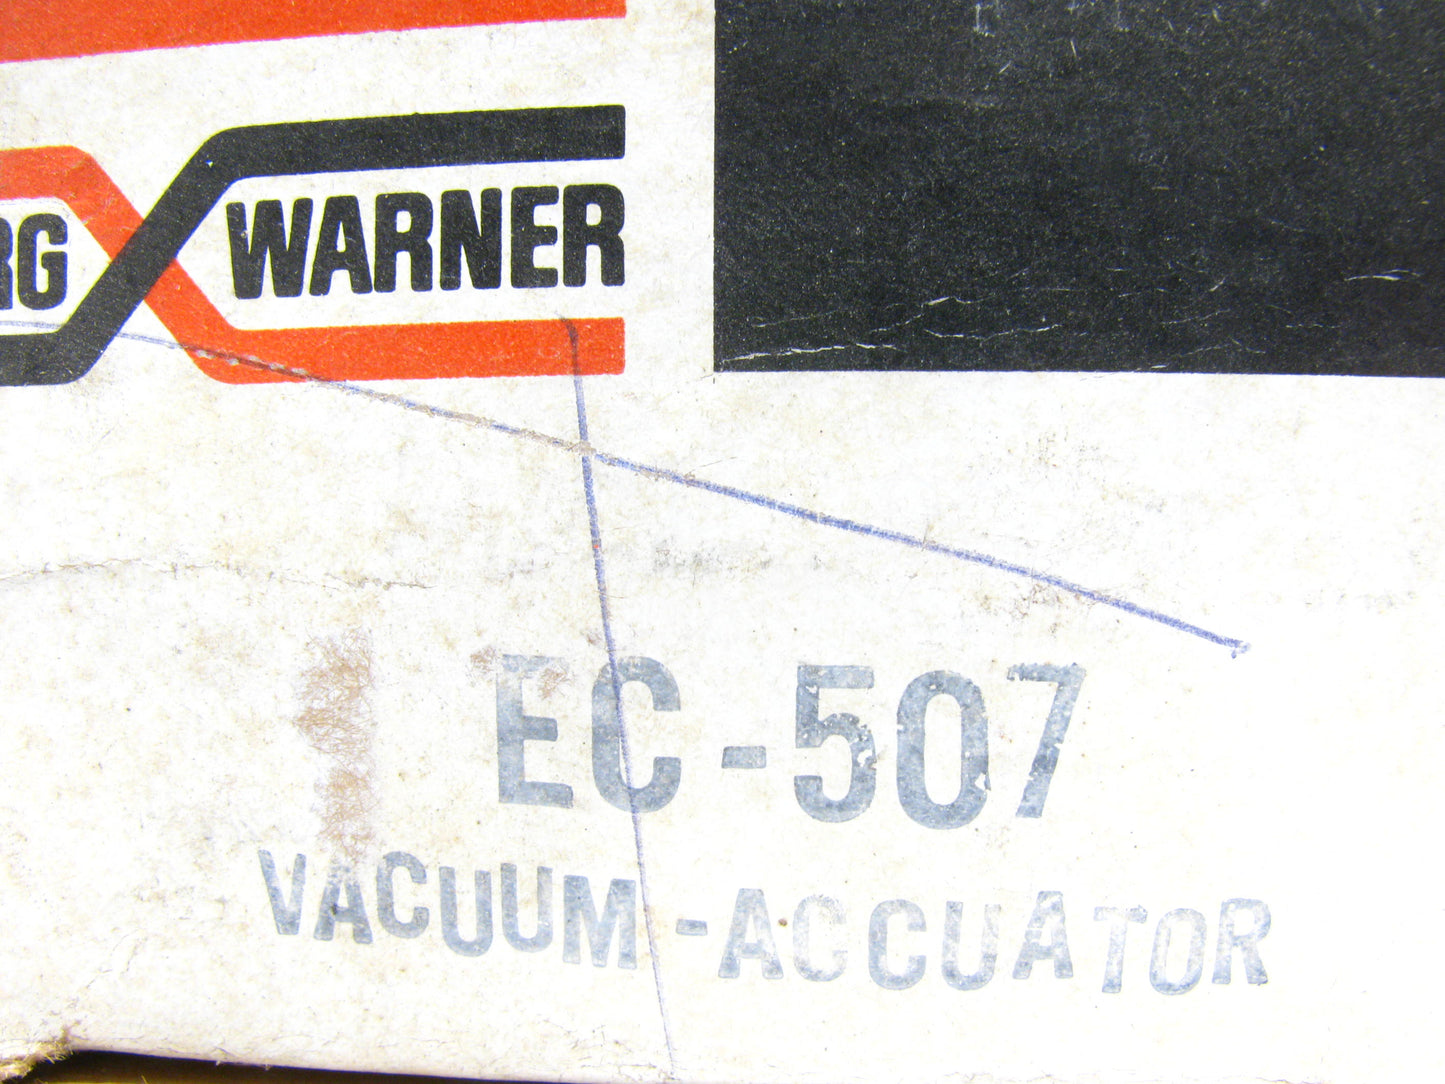 RG WARNER
EC-507
VACUUM-ACCUATOR